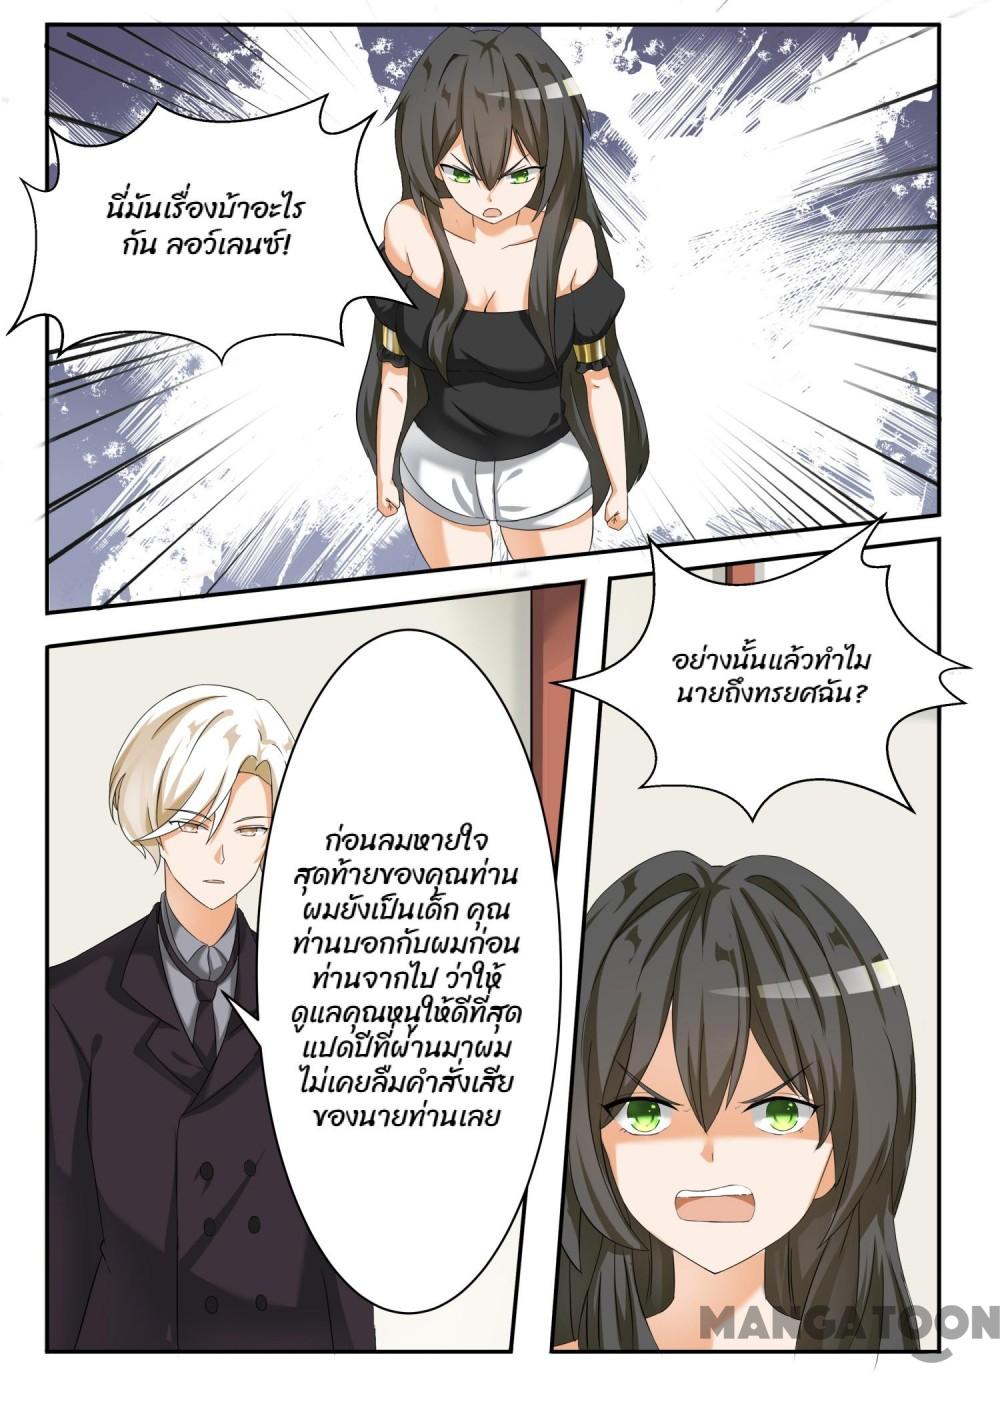 นี่มันเรื่องบ้าอะไร
กัน ลอว์เลนซ์!
ก่อนลมหายใจ
สุดท้ายของคุณท่าน
ผมยังเป็นเด็ก คุณ
ท่านบอกกับผมก่อน
ท่านจากไป ว่าให้
ดูแลคุณหนูให้ดีที่สุด
แปดปีที่ผ่านมาผม
ไม่เคยลืมคำสั่งเสีย
ของนายท่านเลย
อย่างนั้นแล้วทำไม
นายถึงทรยศฉัน?
MANGATOON